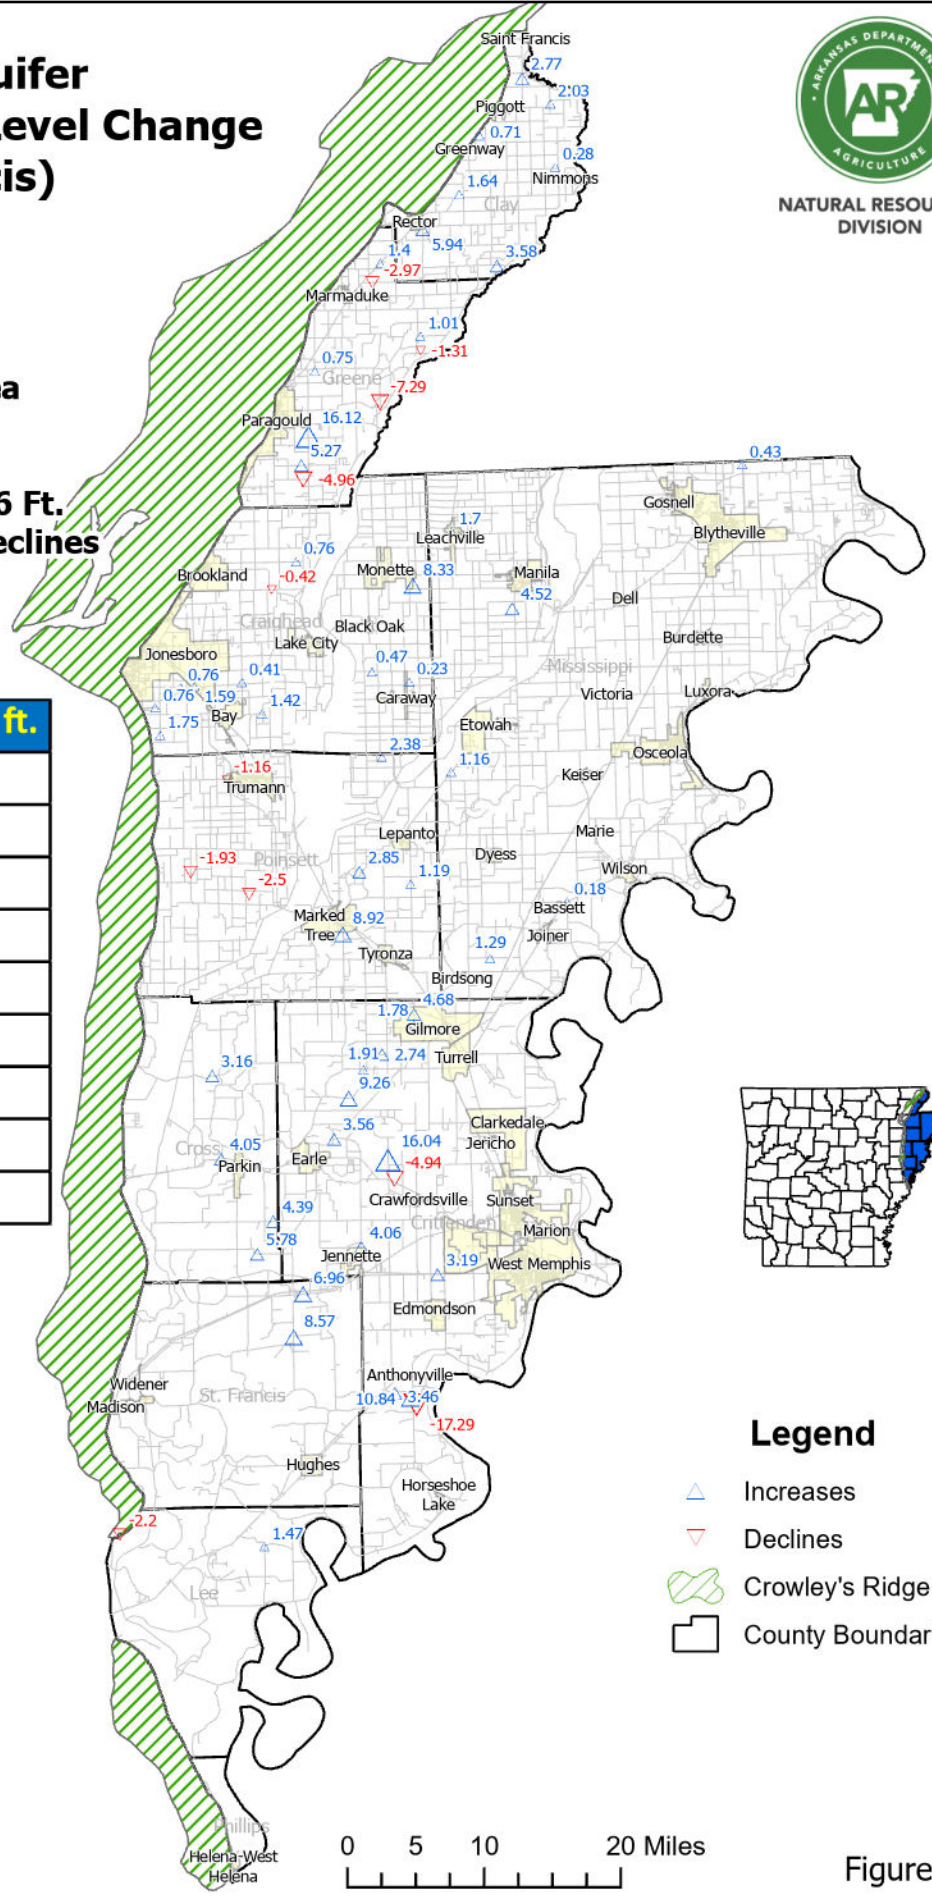 uifer
Level Change
cis)
ea
6 Ft.
eclines
ft.
ARKANSAS DEPARTMEN
AR
AGRICULTURE
NATURAL RESOU
DIVISION
Saint Francis
2.77
2.03
Piggott
0.71
Greenway
0.28
Nimmons
1.64
Clay
Rector
5.94
1.4
3.58
-2.97
Marmaduke
1.01
-1.31
0.75
Greene
-7.29
Paragould
16.12
5.27
-4.96
0.43
Gosnell
Blytheville
1.7
Leachville
0.76
Monette
8.33
Manila
Brookland
-0.42
4.52
Dell
Craighead
Black Oak
Lake City
Burdette
Jonesboro
0.47
0.23
Mississippi
0.76
0.41
0.76
1.59
Caraway
Victoria
Luxora
1.42
Bay
1.75
Etowah
2.38
Osceola
1.16
-1.16
Keiser
Trumann
Lepanto
Marie
-1.93
Poinsett
2.85
Dyess
Wilson
-2.5
1.19
0.18
Marked
Tree
8.92
Bassett
Joiner
Tyronza
1.29
Birdsong
4.68
1.78
Gilmore
1.91
2.74
Turrell
3.16
9.26
3.56
Clarkedale
Cross
4.05
16.04
Jericho
Parkin
Earle
-4.94
Crawfordsville
Sunset
4.39
Crittenden
Marion
5.78
4.06
Jennette
3.19
West Memphis
6.96
Edmondson
8.57
Anthonyville
Widener
St. Francis
10.84
3.46
Madison
-17.29
Hughes
Horseshoe
Lake
-2.2
1.47
Lee
Phillips
Helena-West
Helena
Legend
Increases
Declines
Crowley's Ridge
County Boundar
0 5 10 20 Miles
Figure